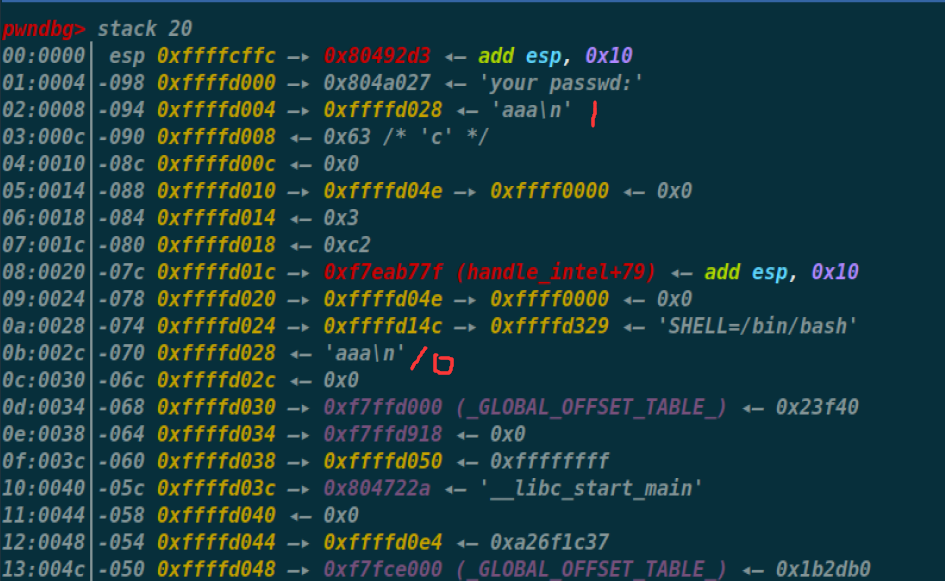 pwndbg> stack 20
00:0000│ esp 0xffffcffc —▸ 0x80492d3 ◂— add esp, 0x10
01:0004│-098 0xffffd000 —▸ 0x804a027 ◂— 'your passwd:'
02:0008│-094 0xffffd004 —▸ 0xffffd028 ◂— 'aaa\n' 1
03:000c│-090 0xffffd008 ◂— 0x63 /* 'c' */
04:0010│-08c 0xffffd00c ◂— 0x0
05:0014│-088 0xffffd010 —▸ 0xffffd04e —▸ 0xffff0000 ◂— 0x0
06:0018│-084 0xffffd014 ◂— 0x3
07:001c│-080 0xffffd018 ◂— 0xc2
08:0020│-07c 0xffffd01c —▸ 0xf7eab77f (handle_intel+79) ◂— add esp, 0x10
09:0024│-078 0xffffd020 —▸ 0xffffd04e —▸ 0xffff0000 ◂— 0x0
0a:0028│-074 0xffffd024 —▸ 0xffffd14c —▸ 0xffffd329 ◂— 'SHELL=/bin/bash'
0b:002c│-070 0xffffd028 ◂— 'aaa\n' 10
0c:0030│-06c 0xffffd02c ◂— 0x0
0d:0034│-068 0xffffd030 —▸ 0xf7ffd000 (_GLOBAL_OFFSET_TABLE_) ◂— 0x23f40
0e:0038│-064 0xffffd034 —▸ 0xf7ffd918 ◂— 0x0
0f:003c│-060 0xffffd038 —▸ 0xffffd050 ◂— 0xffffffff
10:0040│-05c 0xffffd03c —▸ 0x804722a ◂— '__libc_start_main'
11:0044│-058 0xffffd040 ◂— 0x0
12:0048│-054 0xffffd044 —▸ 0xffffd0e4 ◂— 0xa26f1c37
13:004c│-050 0xffffd048 —▸ 0xf7fce000 (_GLOBAL_OFFSET_TABLE_) ◂— 0x1b2db0